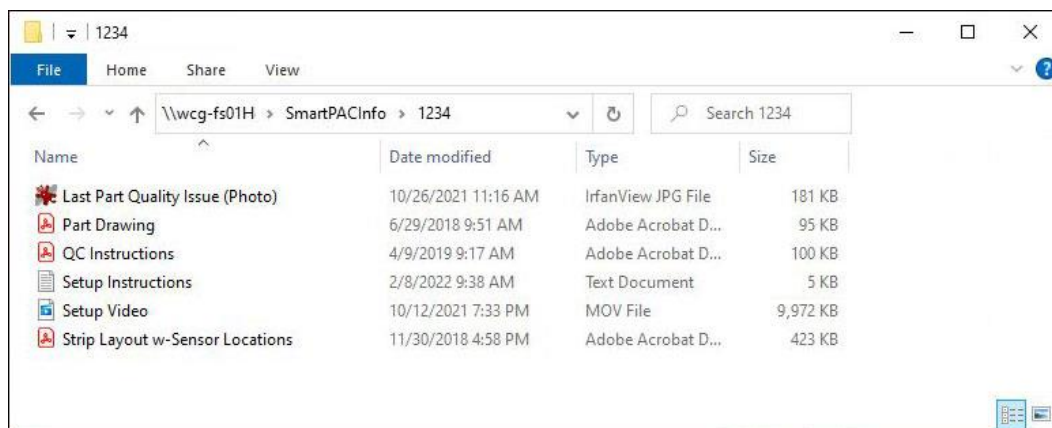 1234
File Home Share View
\\wcg-fs01H > SmartPACInfo > 1234 Search 1234
Name Date modified Type Size
Last Part Quality Issue (Photo) 10/26/2021 11:16 AM IrfanView JPG File 181 KB
Part Drawing 6/29/2018 9:51 AM Adobe Acrobat D... 95 KB
QC Instructions 4/9/2019 9:17 AM Adobe Acrobat D... 100 KB
Setup Instructions 2/8/2022 9:38 AM Text Document 5 KB
Setup Video 10/12/2021 7:33 PM MOV File 9,972 KB
Strip Layout w-Sensor Locations 11/30/2018 4:58 PM Adobe Acrobat D... 423 KB